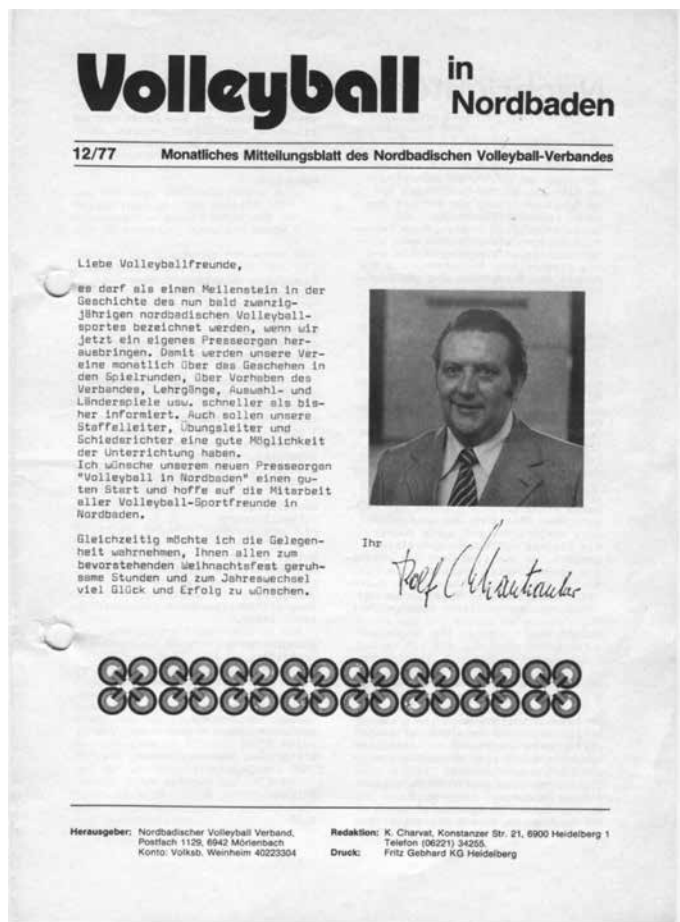 Volleyball in Nordbaden
12/77 Monatliches Mitteilungsblatt des Nordbadischen Volleyball-Verbandes
Liebe Volleyballfreunde,
es darf als einen Meilenstein in der
Geschichte des nun bald zwanzig-
jährigen nordbadischen Volleyball-
sportes bezeichnet werden, wenn wir
jetzt ein eigenes Presseorgan her-
ausbringen. Damit werden unsere Ver-
eine monatlich über das Geschehen in
den Spielrunden, über Vorhaben des
Verbandes, Lehrgänge, Auswahl- und
Länderspiele usw. schneller als bis-
her informiert. Auch sollen unsere
Staffelleiter, Übungsleiter und
Schiedsrichter eine gute Möglichkeit
der Unterrichtung haben.
Ich wünsche unserem neuen Presseorgan
"Volleyball in Nordbaden" einen gu-
ten Start und hoffe auf die Mitarbeit
aller Volleyball-Sportfreunde in
Nordbaden.
Gleichzeitig möchte ich die Gelegen-
heit wahrnehmen, Ihnen allen zum
bevorstehenden Weihnachtsfest geruh-
same Stunden und zum Jahreswechsel
viel Glück und Erfolg zu wünschen.
Ihr
Rolf
Herausgeber: Nordbadischer Volleyball Verband,
Postfach 1129, 6942 Mörlenbach
Konto: Volksb. Weinheim 40223304
Redaktion: K. Charvat, Konstanzer Str. 21, 6900 Heidelberg 1
Telefon (06221) 34255.
Druck: Fritz Gebhard KG Heidelberg